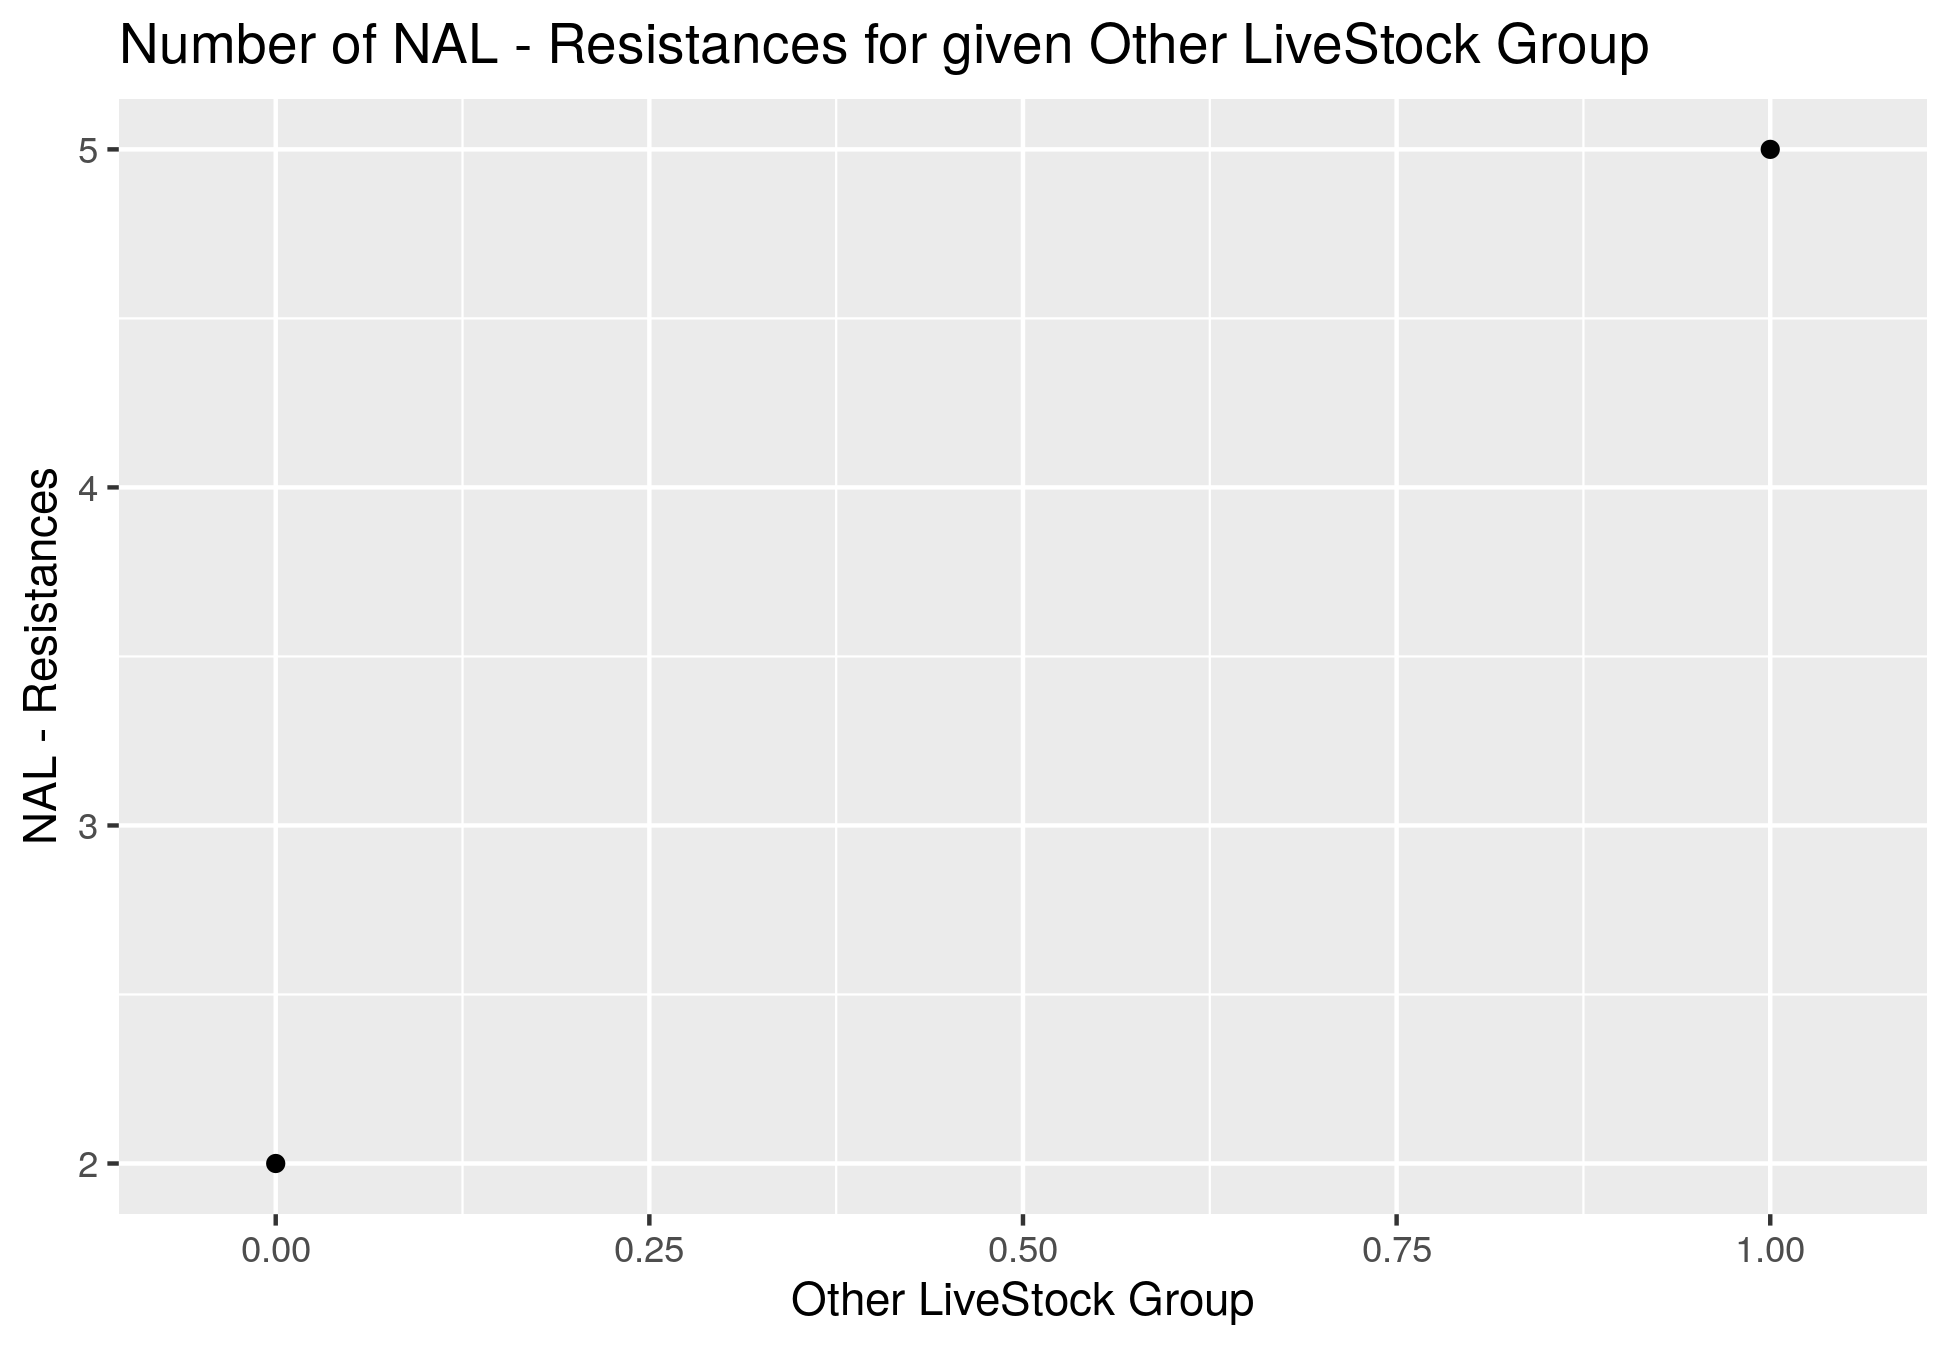 Number of NAL - Resistances for given Other LiveStock Group
NAL - Resistances
5
4
3
2
0.00 0.25 0.50 0.75 1.00
Other LiveStock Group